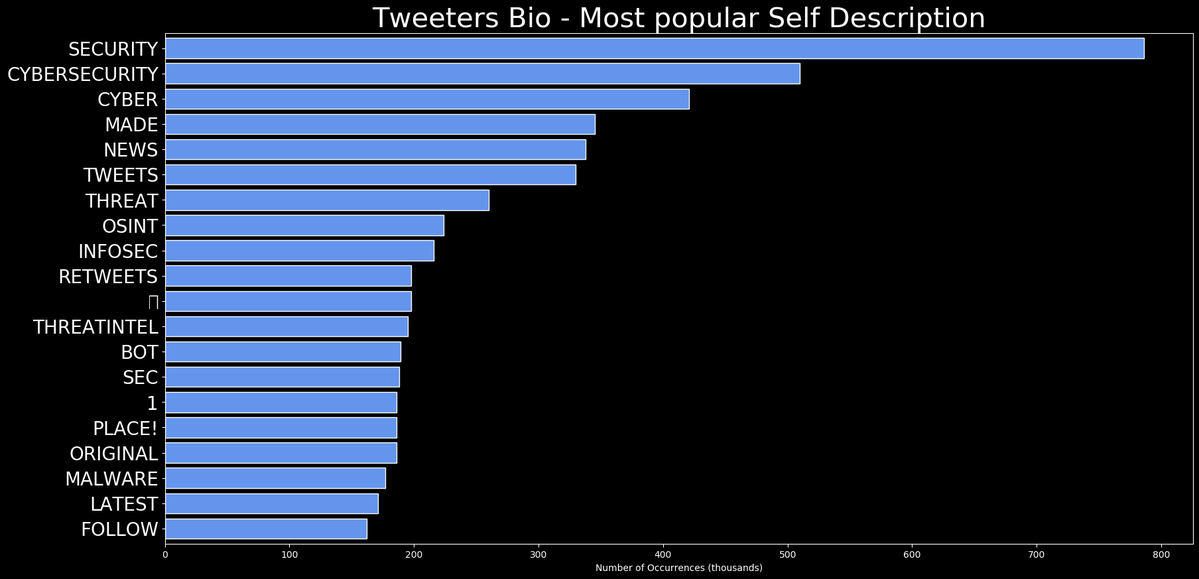 Tweeters Bio - Most popular Self Description
SECURITY
CYBERSECURITY
CYBER
MADE
NEWS
TWEETS
THREAT
OSINT
INFOSEC
RETWEETS
THREATINTEL
BOT
SEC
1
PLACE!
ORIGINAL
MALWARE
LATEST
FOLLOW
0 100 200 300 400 500 600 700 800
Number of Occurrences (thousands)